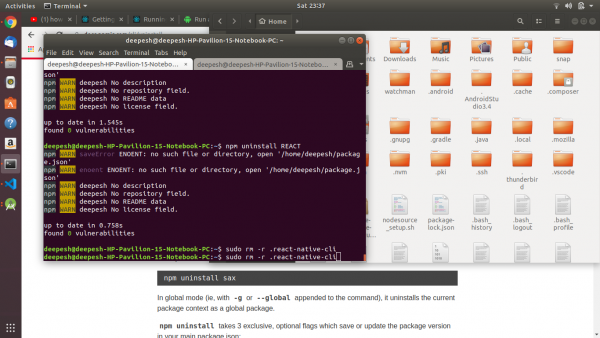 Activities
Terminal
Sat 23:37
(1) how
Getting
Runnin
Run a
Home
deepesh@deepesh-HP-Pavilion-15-Notebook-PC: ~
File Edit View Search Terminal Tabs Help
deepesh@deepesh-HP-Pavilion-15-Notebo...
deepesh@deepesh-HP-Pavilion-15-Notebo...
son'
npm WARN deepesh No description
npm WARN deepesh No repository field.
npm WARN deepesh No README data
npm WARN deepesh No license field.
up to date in 1.545s
found 0 vulnerabilities
deepesh@deepesh-HP-Pavilion-15-Notebook-PC:~$ npm uninstall REACT
npm WARN saveError ENOENT: no such file or directory, open '/home/deepesh/packag
e.json'
npm WARN enoent ENOENT: no such file or directory, open '/home/deepesh/package.j
son'
npm WARN deepesh No description
npm WARN deepesh No repository field.
npm WARN deepesh No README data
npm WARN deepesh No license field.
up to date in 0.758s
found 0 vulnerabilities
deepesh@deepesh-HP-Pavilion-15-Notebook-PC:~$ sudo rm -r .react-native-cli
deepesh@deepesh-HP-Pavilion-15-Notebook-PC:~$ sudo rm -r .react-native-cli
Downloads
Music
Pictures
Public
snap
watchman
.android
.AndroidStudio3.4
.cache
.composer
.gnupg
.gradle
.java
.local
.mozilla
.nvm
.pki
.ssh
.thunderbird
.vscode
nodesource_setup.sh
package-lock.json
.bash_history
.bash_logout
.bash_profile
npm uninstall sax
In global mode (ie, with -g or --global appended to the command), it uninstalls the current
package context as a global package.
npm uninstall takes 3 exclusive, optional flags which save or update the package version
in your main package.json: